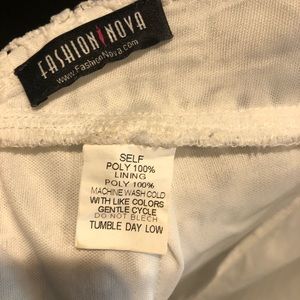 FASHION NOVA
www.FashionNova.com
SELF
POLY 100%
LINING
POLY 100%
MACHINE WASH COLD
WITH LIKE COLORS
GENTLE CYCLE
DO NOT BLECH
TUMBLE DAY LOW